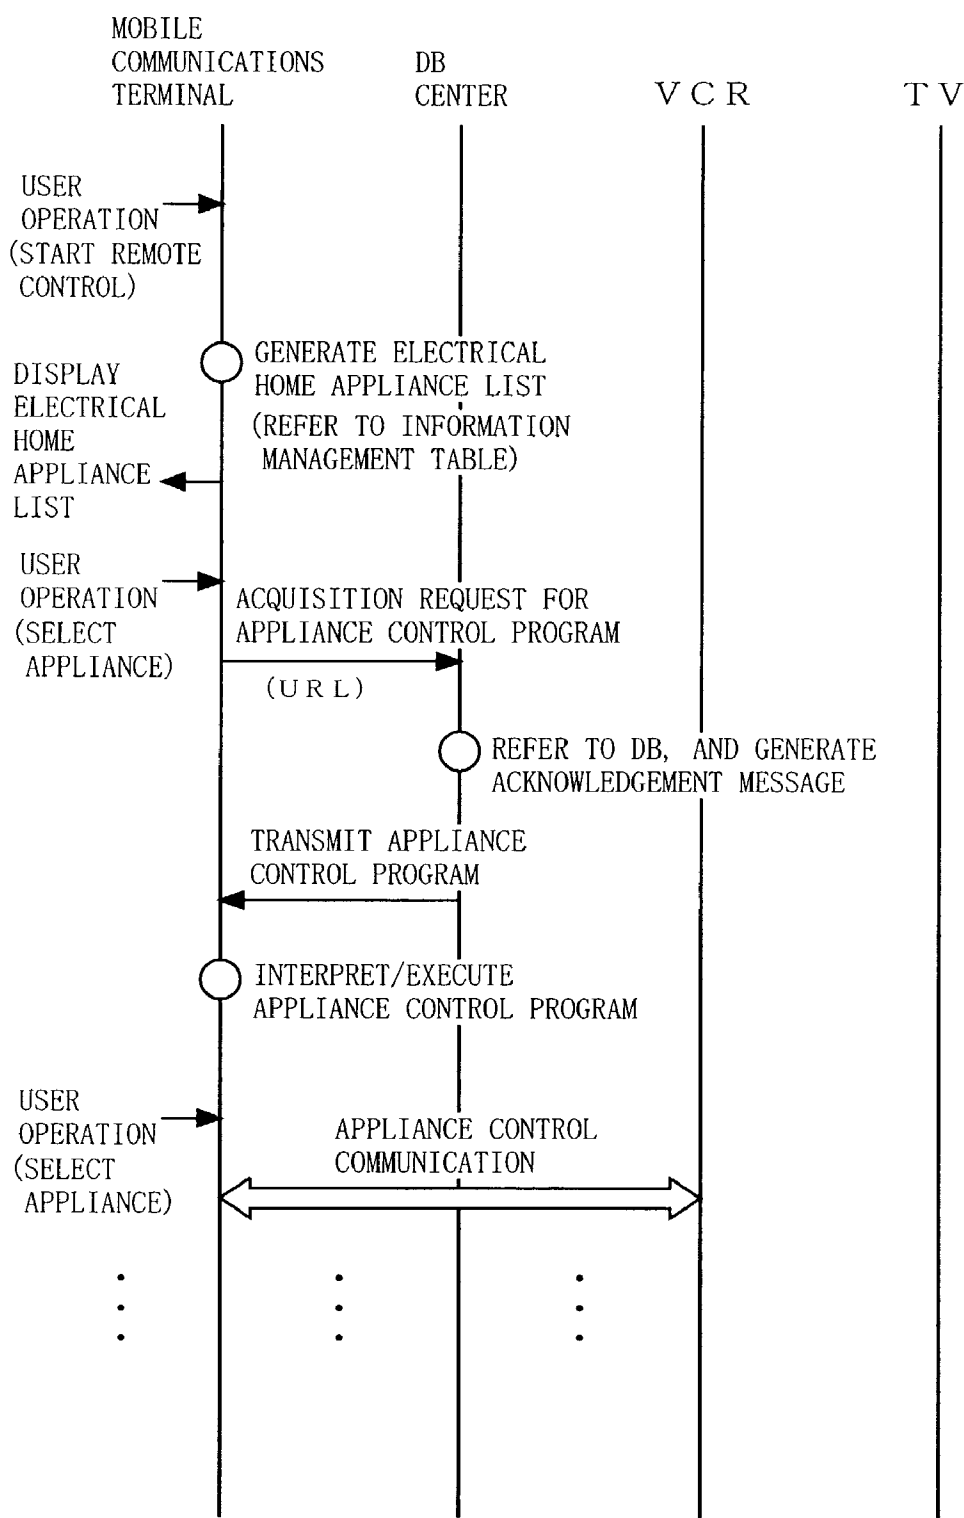 MOBILE
COMMUNICATIONS
TERMINAL
DB
CENTER
VCR
TV
USER
OPERATION
(START REMOTE
CONTROL)
GENERATE ELECTRICAL
HOME APPLIANCE LIST
(REFER TO INFORMATION
MANAGEMENT TABLE)
DISPLAY
ELECTRICAL
HOME
APPLIANCE
LIST
USER
OPERATION
(SELECT
APPLIANCE)
ACQUISITION REQUEST FOR
APPLIANCE CONTROL PROGRAM
(URL)
REFER TO DB, AND GENERATE
ACKNOWLEDGEMENT MESSAGE
TRANSMIT APPLIANCE
CONTROL PROGRAM
INTERPRET/EXECUTE
APPLIANCE CONTROL PROGRAM
USER
OPERATION
(SELECT
APPLIANCE)
APPLIANCE CONTROL
COMMUNICATION